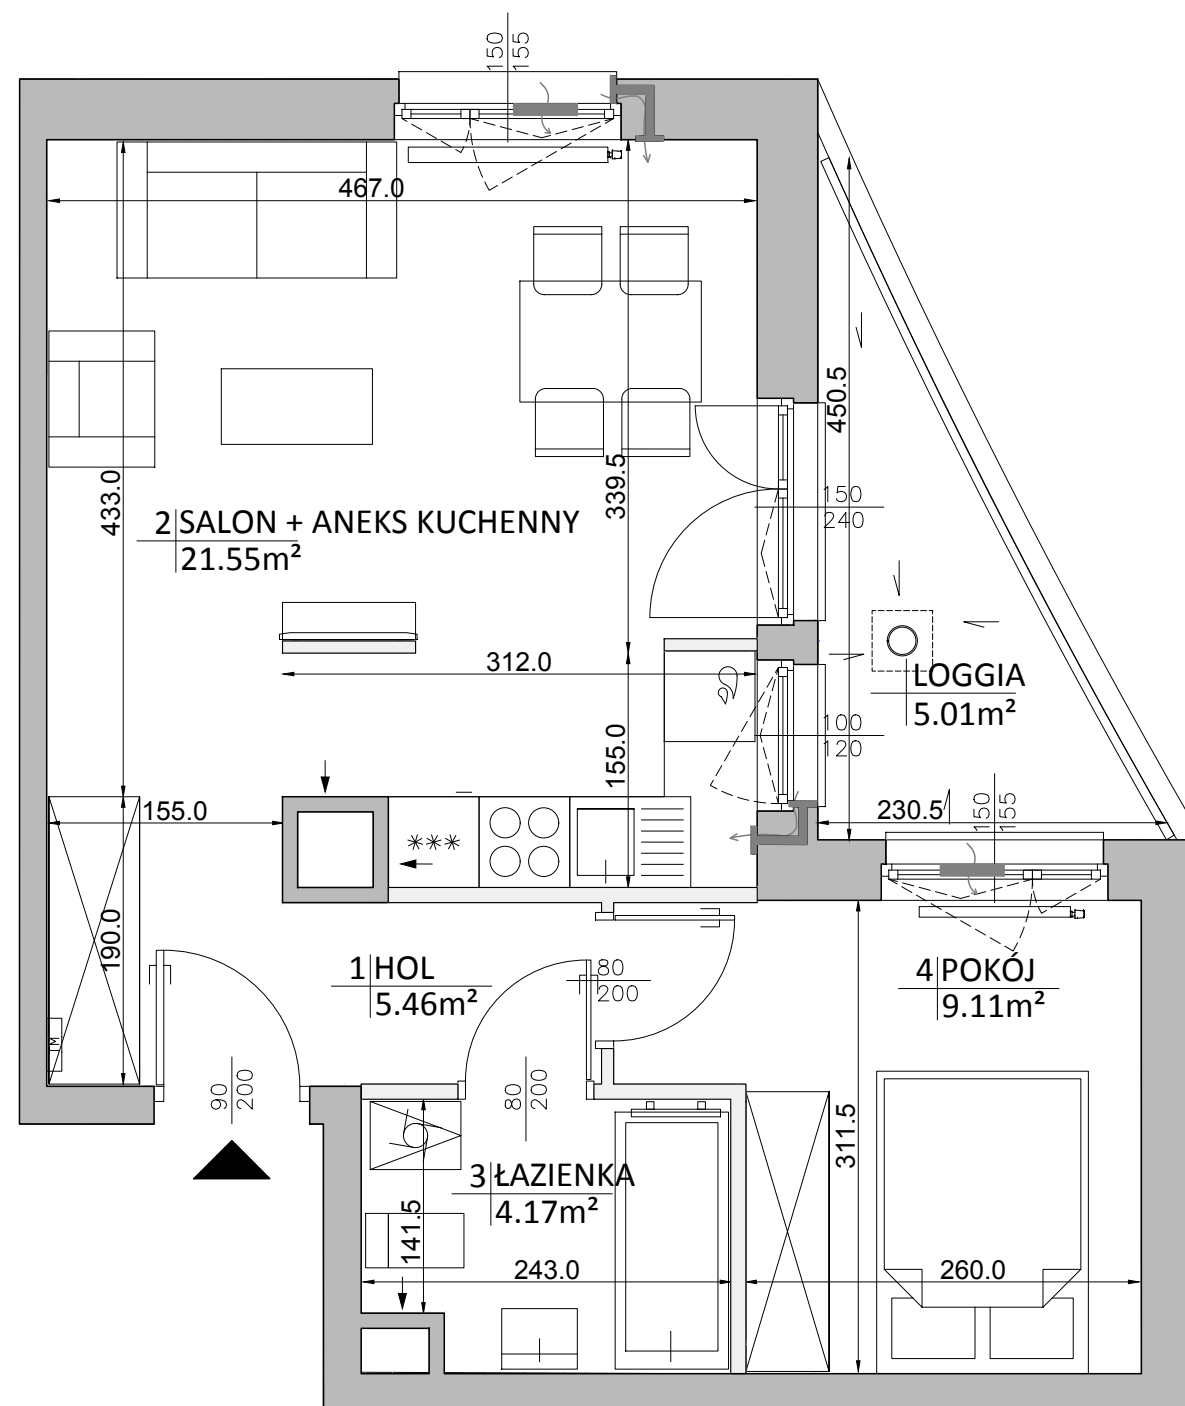 150
155
467.0
450.5
433.0
339.5
150
240
2 SALON + ANEKS KUCHENNY
21.55m²
312.0
LOGGIA
5.01m²
155.0
100
120
155.0
230.5
150
155
***
190.0
1 HOL
5.46m²
80
200
4 POKÓJ
9.11m²
M
90
200
80
200
311.5
3 ŁAZIENKA
4.17m²
141.5
243.0
260.0